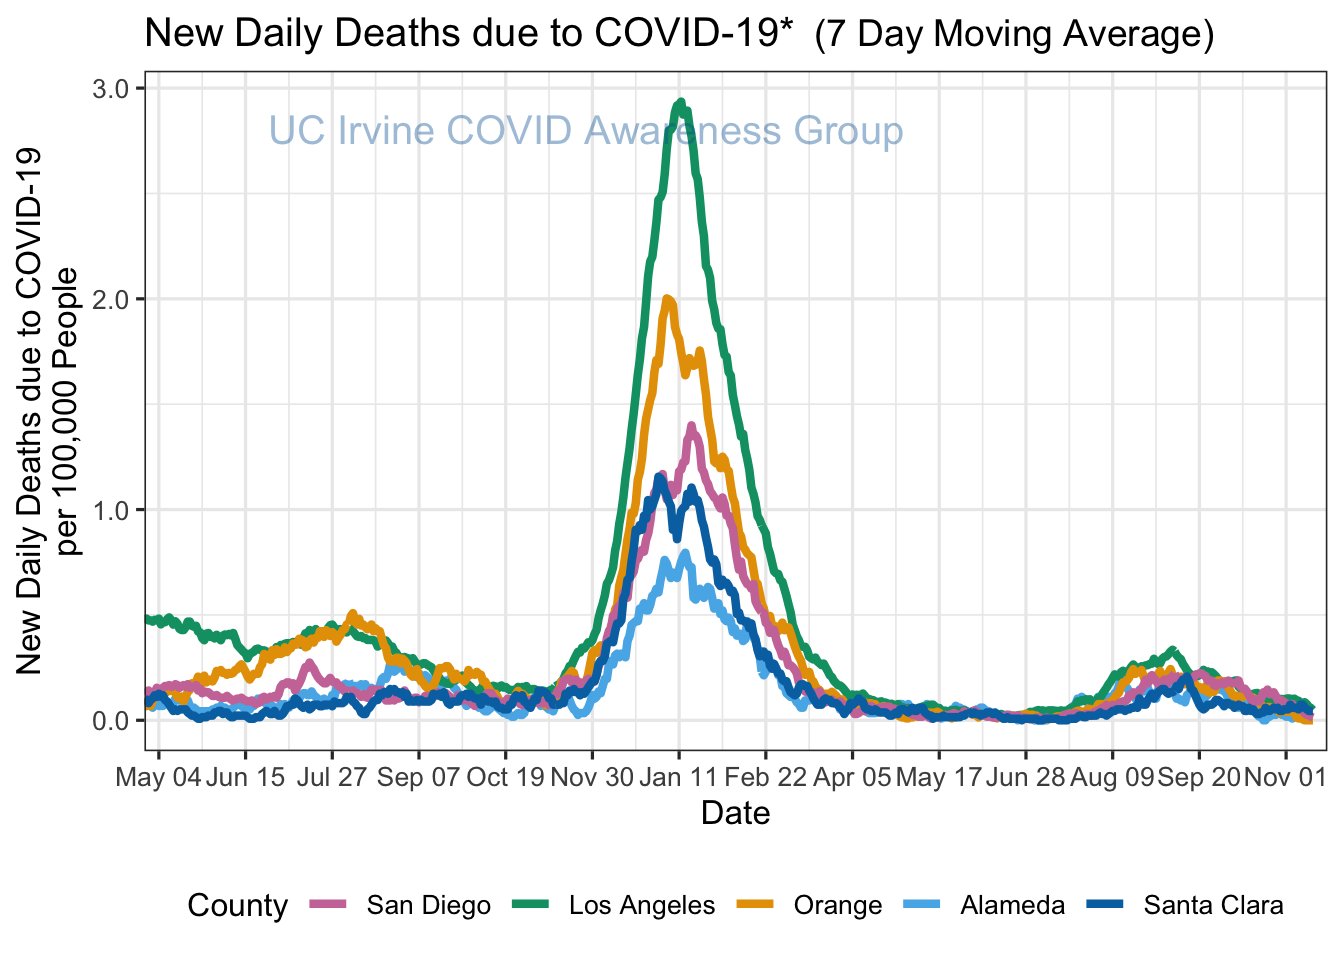 New Daily Deaths due to COVID-19* (7 Day Moving Average)
UC Irvine COVID Awareness Group
New Daily Deaths due to COVID-19
per 100,000 People
3.0
2.0
1.0
0.0
May 04 Jun 15 Jul 27 Sep 07 Oct 19 Nov 30 Jan 11 Feb 22 Apr 05 May 17 Jun 28 Aug 09 Sep 20 Nov 01
Date
County San Diego Los Angeles Orange Alameda Santa Clara